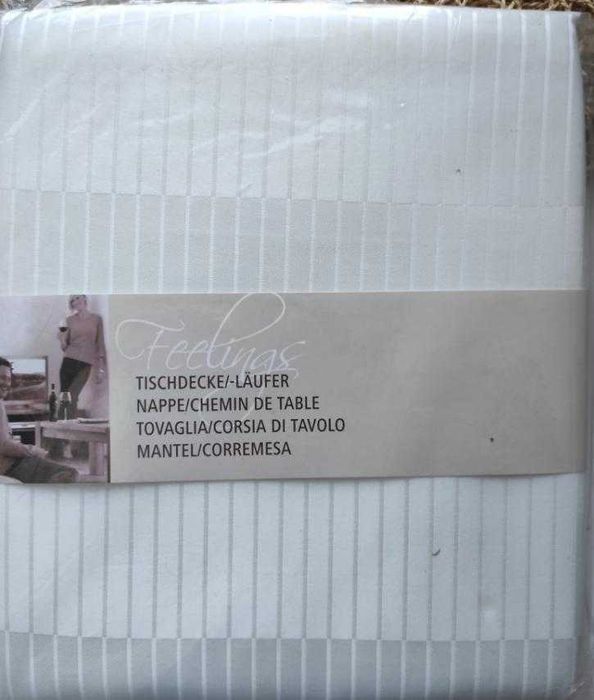 Feelings
TISCHDECKE/-LÄUFER
NAPPE/CHEMIN DE TABLE
TOVAGLIA/CORSIA DI TAVOLO
MANTEL/CORREMESA